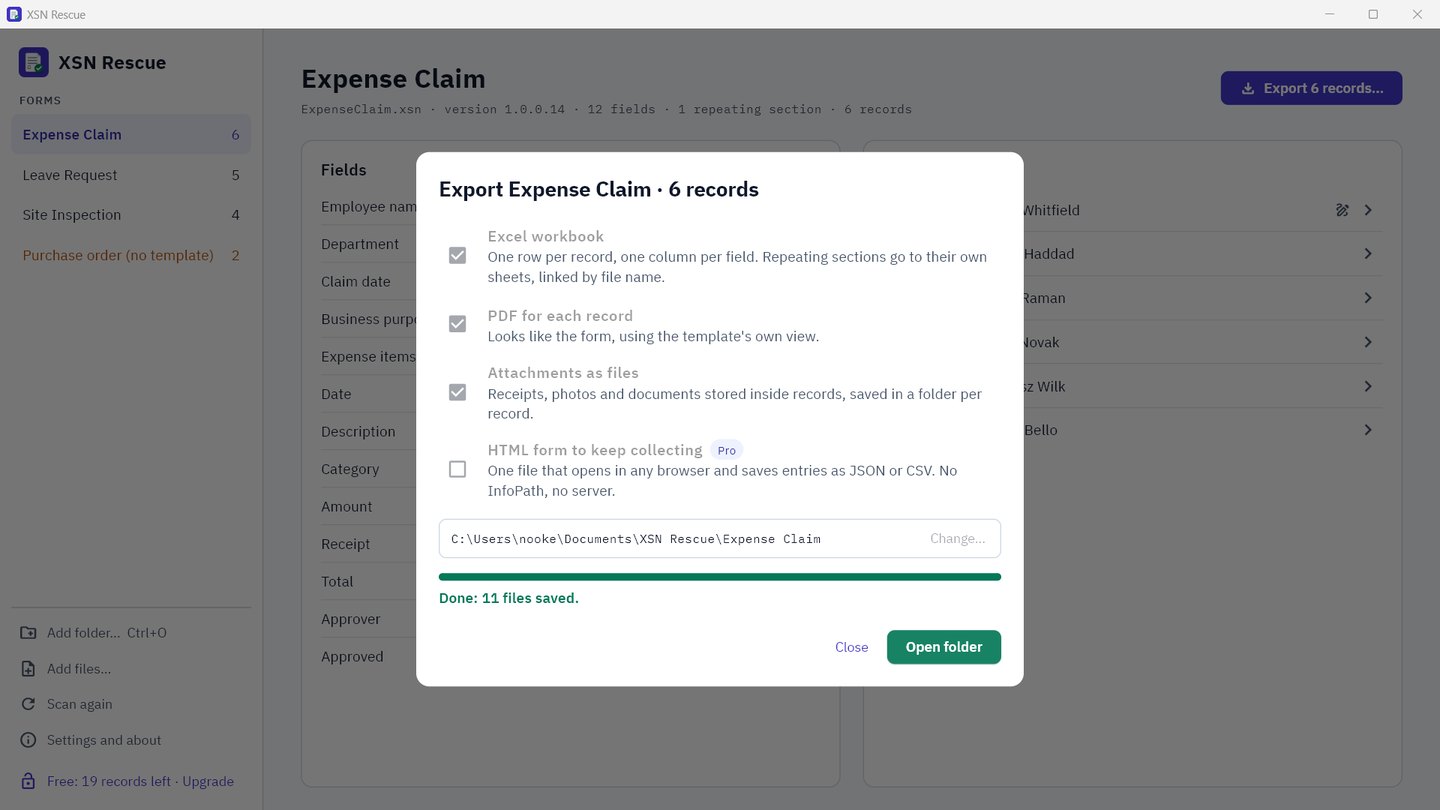 XSN Rescue
XSN Rescue
FORMS
Expense Claim 6
Leave Request 5
Site Inspection 4
Purchase order (no template) 2
Add folder... Ctrl+O
Add files...
Scan again
Settings and about
Free: 19 records left · Upgrade
Expense Claim
ExpenseClaim.xsn · version 1.0.0.14 · 12 fields · 1 repeating section · 6 records
Export 6 records...
Fields
Employee nam
Department
Claim date
Business purpo
Expense items
Date
Description
Category
Amount
Receipt
Total
Approver
Approved
Whitfield
Haddad
Raman
Novak
sz Wilk
Bello
Export Expense Claim · 6 records
Excel workbook
One row per record, one column per field. Repeating sections go to their own
sheets, linked by file name.
PDF for each record
Looks like the form, using the template's own view.
Attachments as files
Receipts, photos and documents stored inside records, saved in a folder per
record.
HTML form to keep collecting Pro
One file that opens in any browser and saves entries as JSON or CSV. No
InfoPath, no server.
C:\Users\nooke\Documents\XSN Rescue\Expense Claim Change...
Done: 11 files saved.
Close Open folder